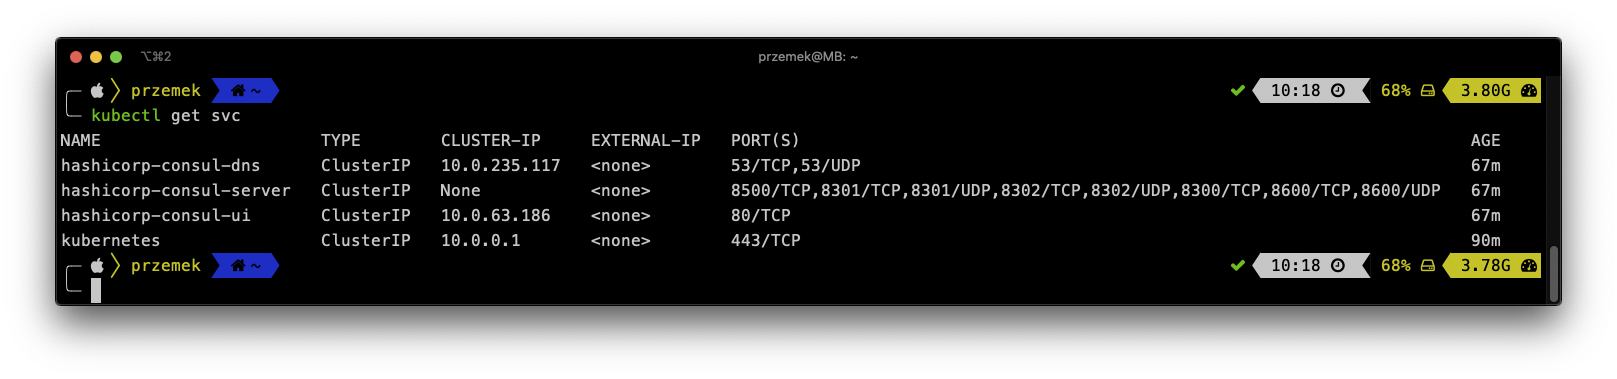 ⌥⌘2 przemek@MB: ~
przemek ~ ✓ 10:18 68% 3.80G
kubectl get svc
NAME TYPE CLUSTER-IP EXTERNAL-IP PORT(S) AGE
hashicorp-consul-dns ClusterIP 10.0.235.117 <none> 53/TCP,53/UDP 67m
hashicorp-consul-server ClusterIP None <none> 8500/TCP,8301/TCP,8301/UDP,8302/TCP,8302/UDP,8300/TCP,8600/TCP,8600/UDP 67m
hashicorp-consul-ui ClusterIP 10.0.63.186 <none> 80/TCP 67m
kubernetes ClusterIP 10.0.0.1 <none> 443/TCP 90m
przemek ~ ✓ 10:18 68% 3.78G